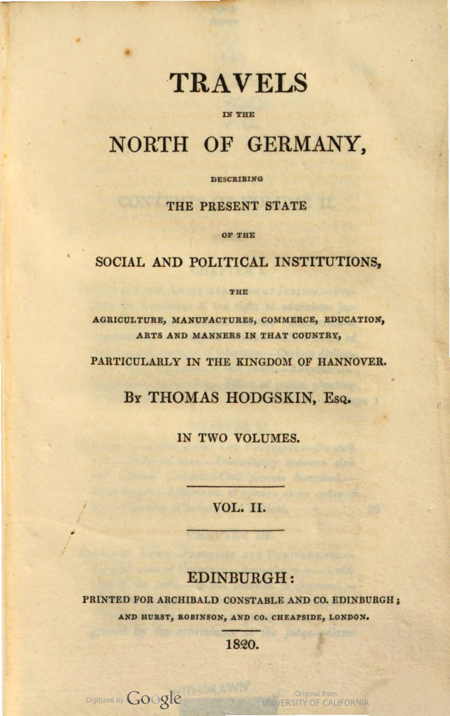 TRAVELS
IN THE
NORTH OF GERMANY,
DESCRIBING
THE PRESENT STATE
OF THE
SOCIAL AND POLITICAL INSTITUTIONS,
THE
AGRICULTURE, MANUFACTURES, COMMERCE, EDUCATION,
ARTS AND MANNERS IN THAT COUNTRY,
PARTICULARLY IN THE KINGDOM OF HANNOVER.
BY THOMAS HODGSKIN, ESQ.
IN TWO VOLUMES.
VOL. II.
EDINBURGH:
PRINTED FOR ARCHIBALD CONSTABLE AND CO. EDINBURGH;
AND HURST, ROBINSON, AND CO. CHEAPSIDE, LONDON.
1820.
Digitized by Google
Original from
UNIVERSITY OF CALIFORNIA